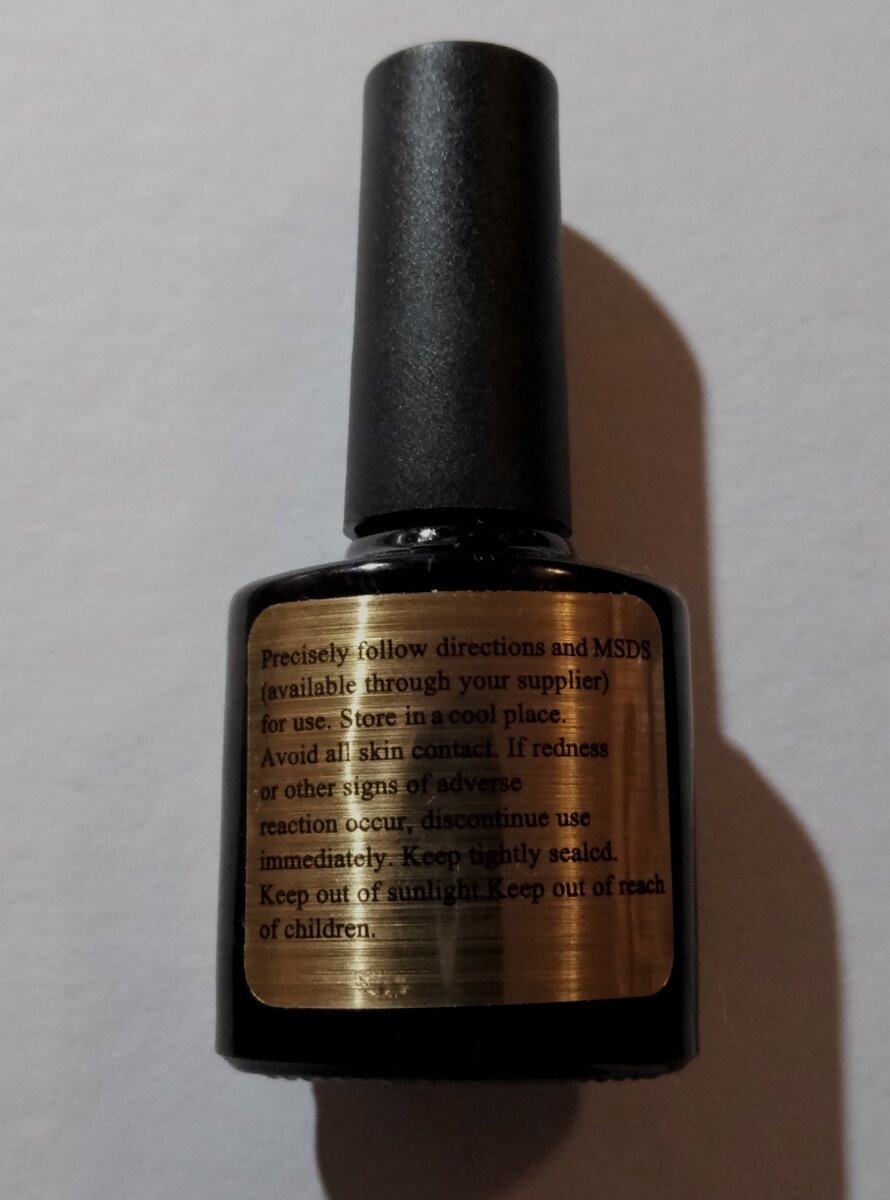 Precisely follow directions and MSDS
(available through your supplier)
for use. Store in a cool place.
Avoid all skin contact. If redness
or other signs of adverse
reaction occur, discontinue use
immediately. Keep tightly sealed.
Keep out of sunlight.Keep out of reach
of children.